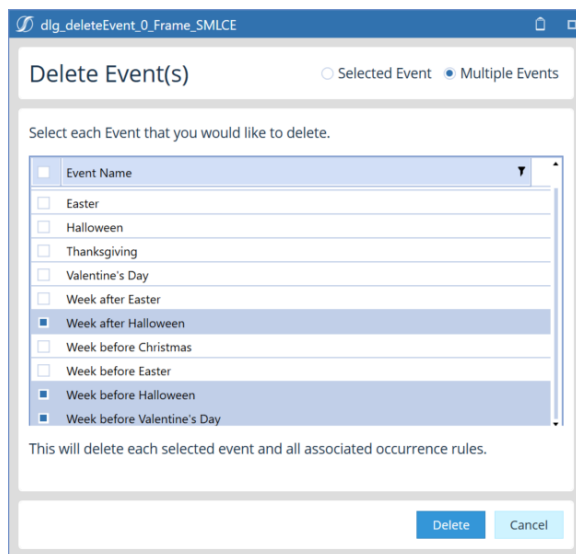 dlg_deleteEvent_0_Frame_SMLCE
Delete Event(s)
Selected Event
Multiple Events
Select each Event that you would like to delete.
Event Name
Easter
Halloween
Thanksgiving
Valentine's Day
Week after Easter
Week after Halloween
Week before Christmas
Week before Easter
Week before Halloween
Week before Valentine's Day
This will delete each selected event and all associated occurrence rules.
Delete
Cancel